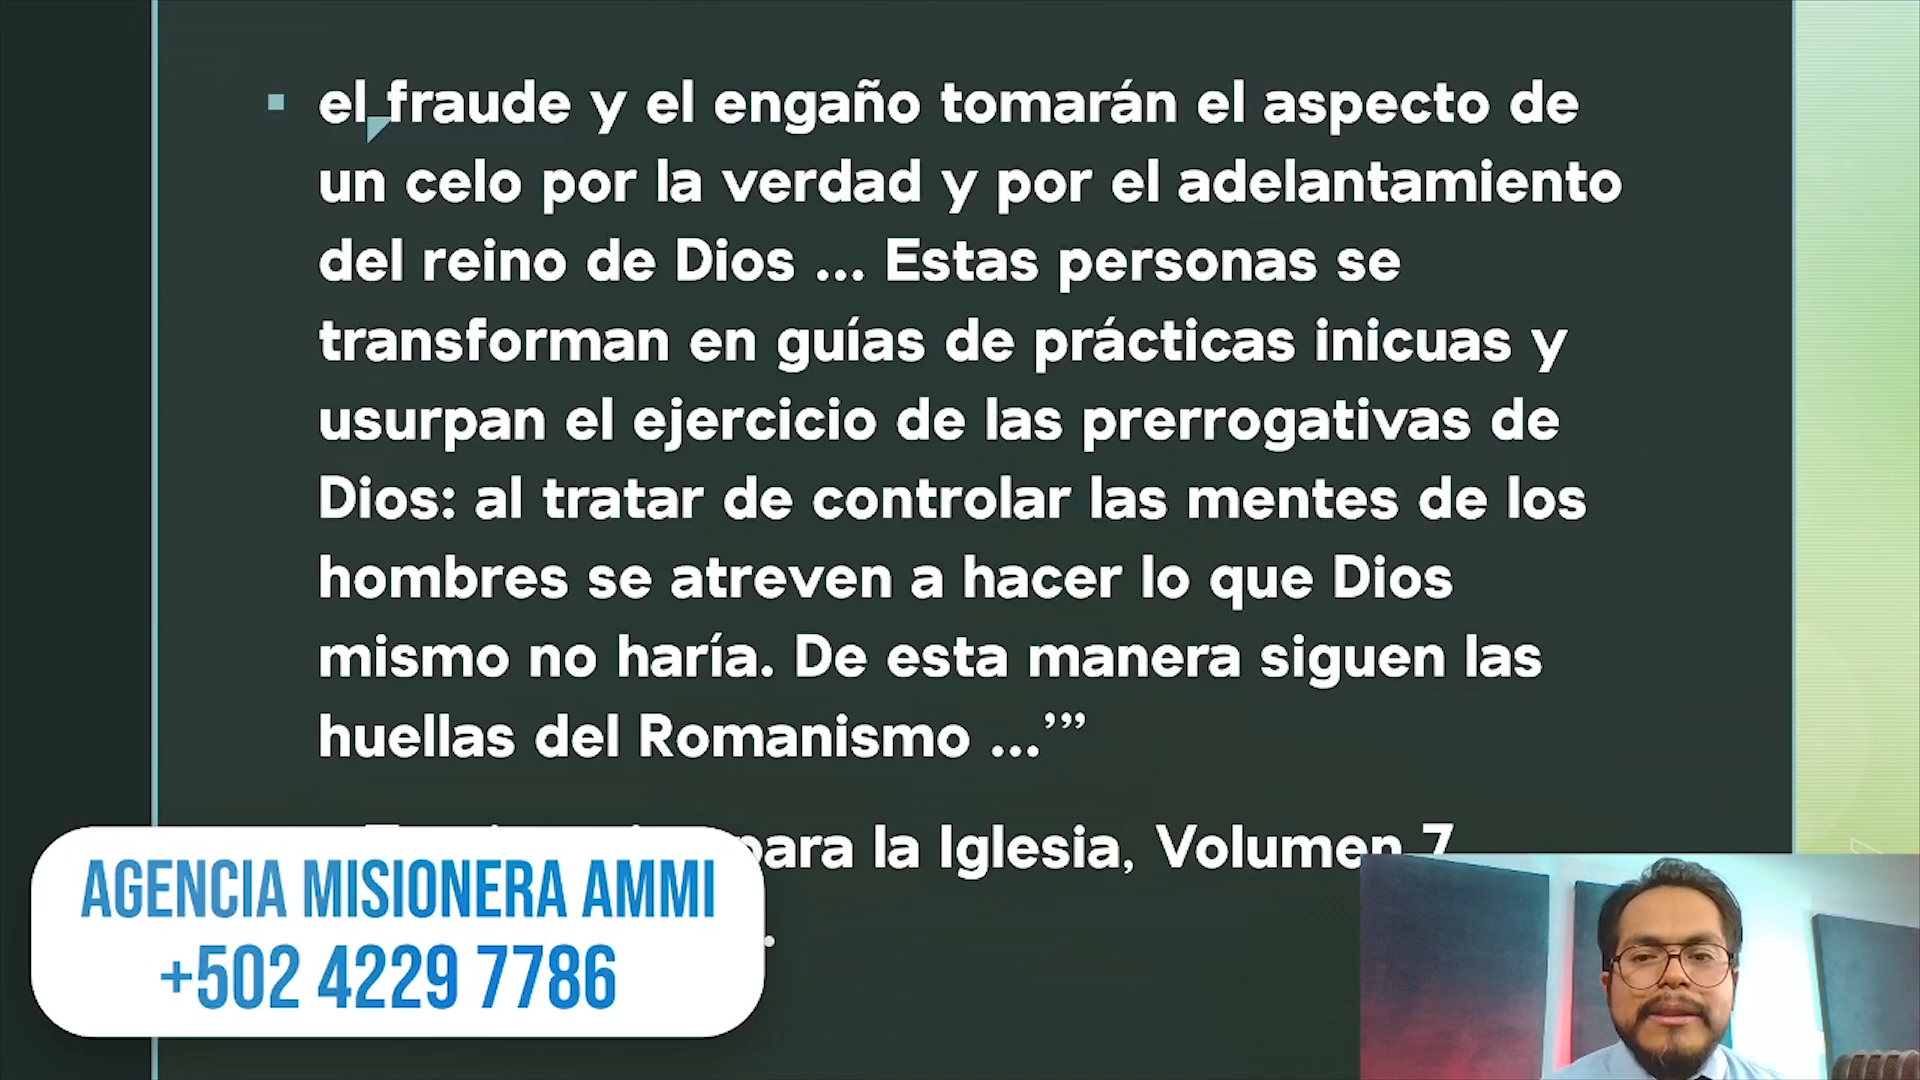 el fraude y el engaño tomarán el aspecto de
un celo por la verdad y por el adelantamiento
del reino de Dios ... Estas personas se
transforman en guías de prácticas inicuas y
usurpan el ejercicio de las prerrogativas de
Dios: al tratar de controlar las mentes de los
hombres se atreven a hacer lo que Dios
mismo no haría. De esta manera siguen las
huellas del Romanismo ...’”
para la Iglesia, Volumen 7
AGENCIA MISIONERA AMMI
+502 4229 7786